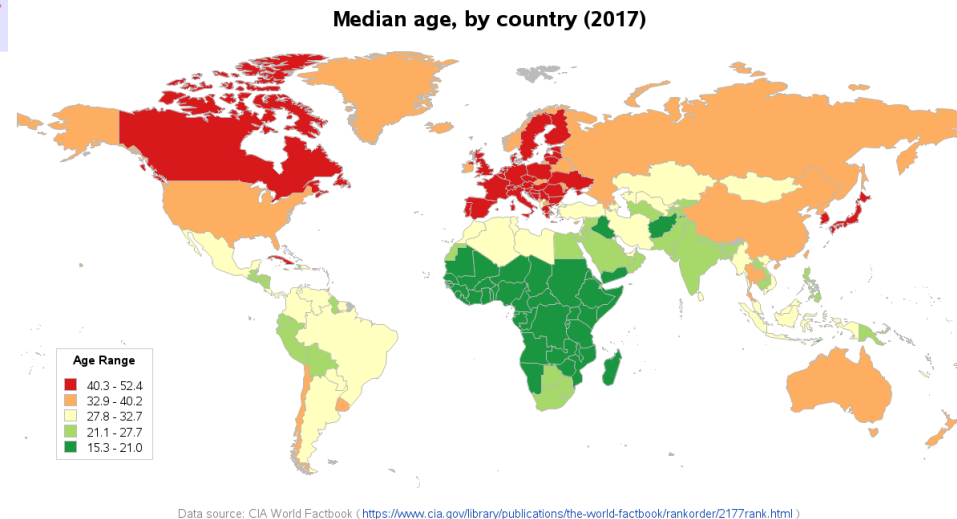 Median age, by country (2017)
Age Range
40.3 - 52.4
32.9 - 40.2
27.8 - 32.7
21.1 - 27.7
15.3 - 21.0
Data source: CIA World Factbook ( https://www.cia.gov/library/publications/the-world-factbook/rankorder/2177rank.html )